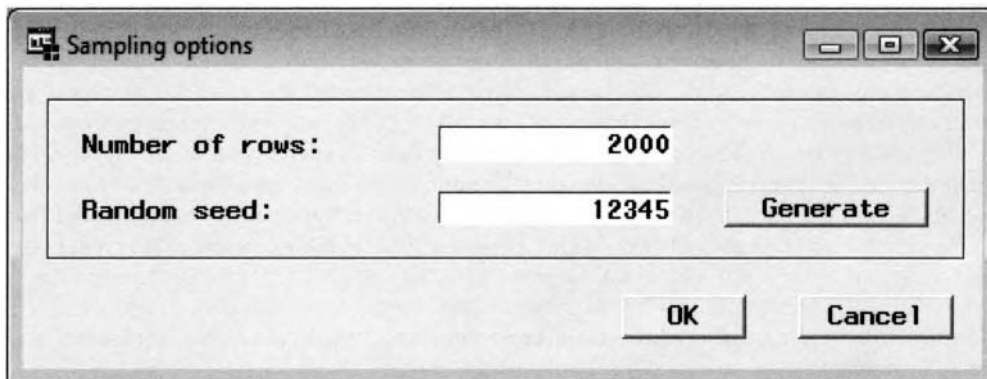 Sampling options
Number of rows: 2000
Random seed: 12345 Generate
OK Cancel